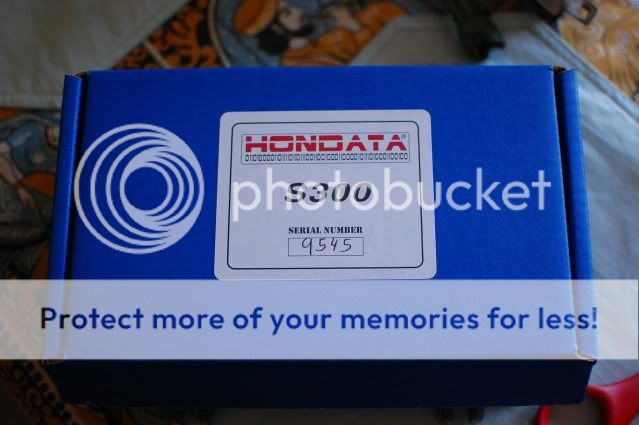 HONDATA®
S300
photobucket
SERIAL NUMBER
9545
Protect more of your memories for less!